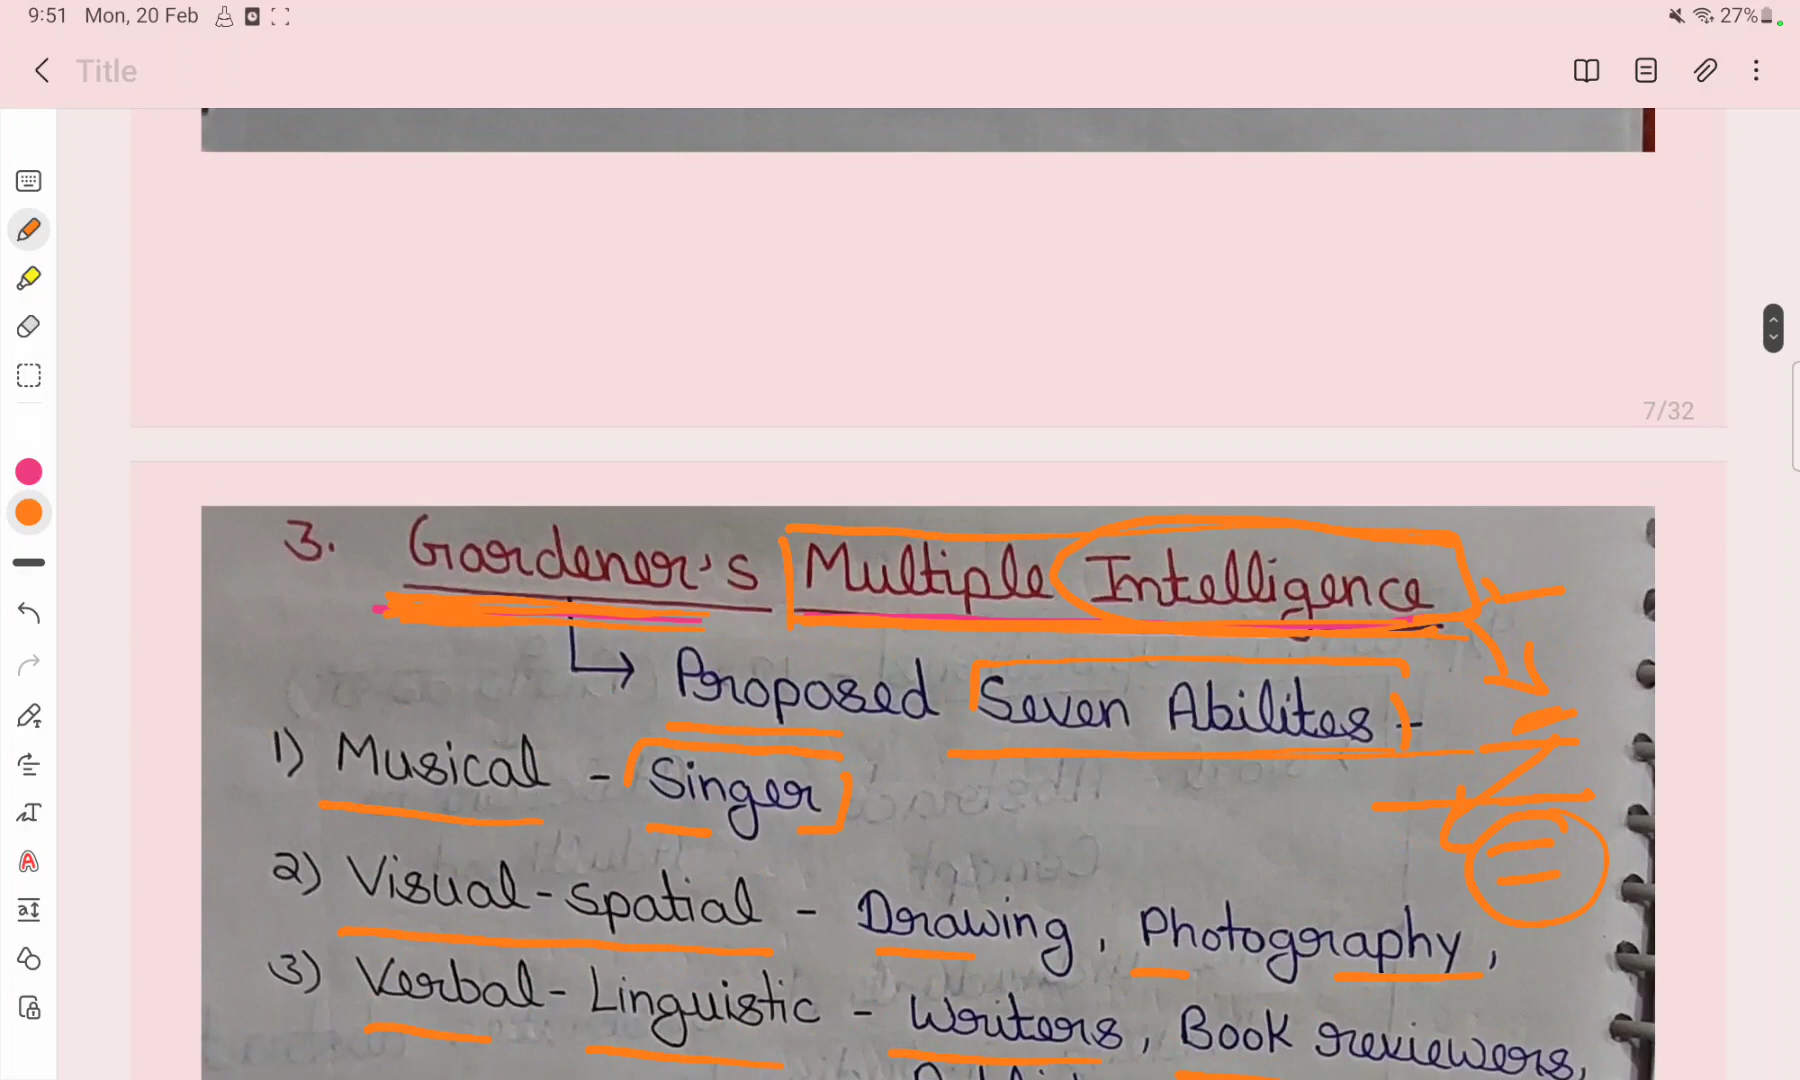 9:51 Mon, 20 Feb
27%
Title
7/32
3. Gardener's Multiple Intelligence
↳ Proposed Seven Abilites -
1) Musical - Singer
2) Visual-spatial - Drawing, Photography,
3) Verbal-Linguistic - Writers, Book reviewers,